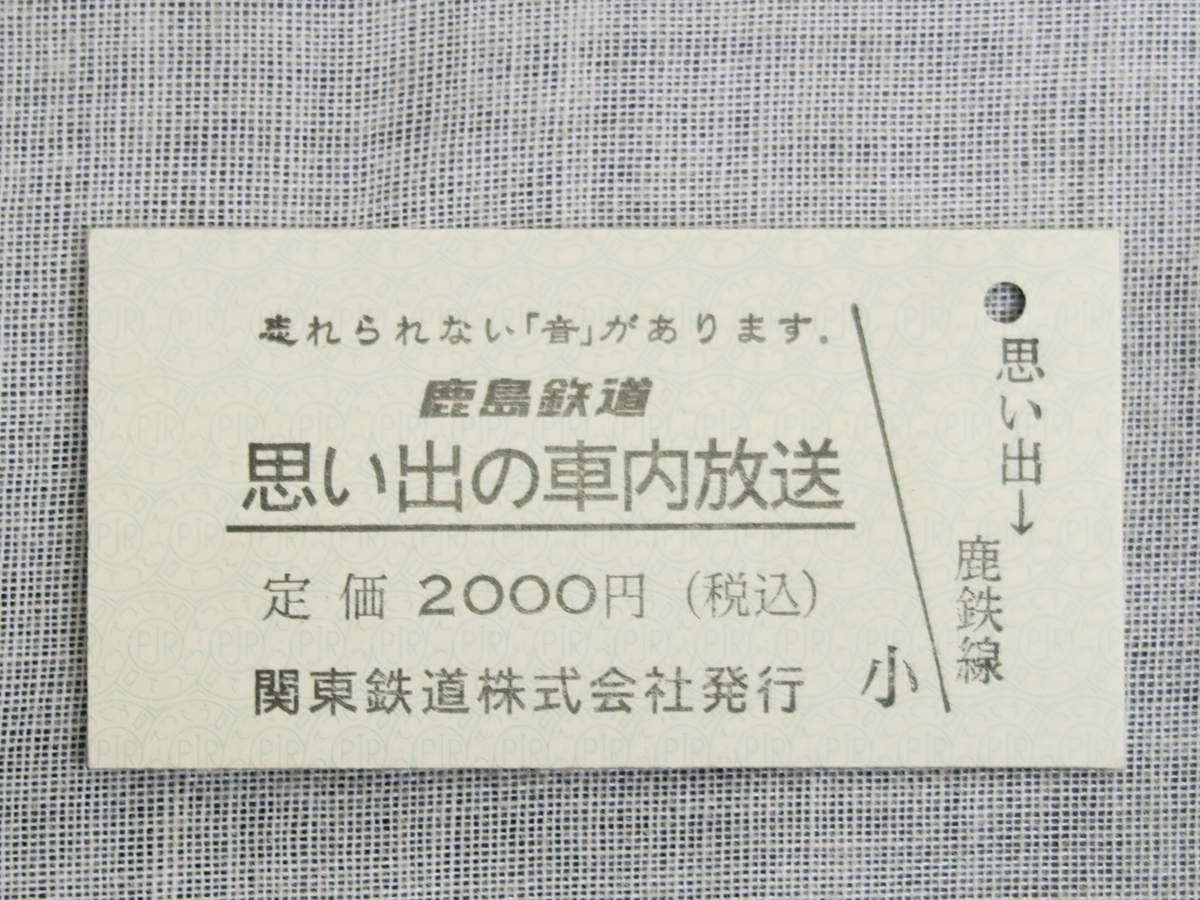 忘れられない「音」があります．
鹿島鉄道
思い出の車内放送
定価 2000円 （税込）
関東鉄道株式会社発行
小
思い出→
鹿鉄線
PJR